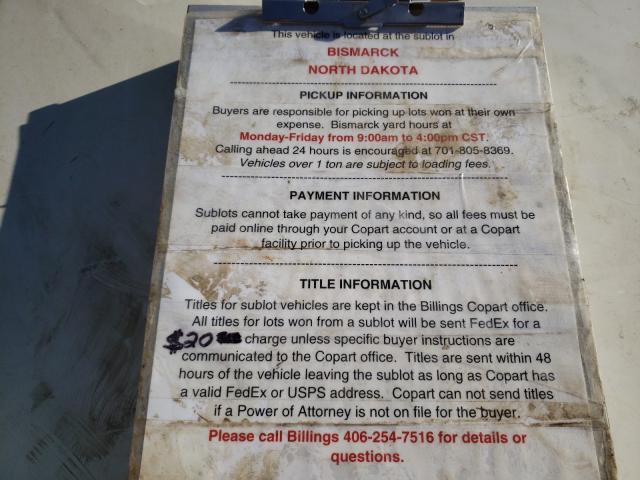 This vehicle is located at the sublot in
BISMARCK
NORTH DAKOTA
PICKUP INFORMATION
Buyers are responsible for picking up lots won at their own
expense. Bismarck yard hours at
Monday-Friday from 9:00am to 4:00pm CST.
Calling ahead 24 hours is encouraged at 701-805-8369.
Vehicles over 1 ton are subject to loading fees.
PAYMENT INFORMATION
Sublots cannot take payment of any kind, so all fees must be
paid online through your Copart account or at a Copart
facility prior to picking up the vehicle.
TITLE INFORMATION
Titles for sublot vehicles are kept in the Billings Copart office.
All titles for lots won from a sublot will be sent FedEx for a
$20 charge unless specific buyer instructions are
communicated to the Copart office. Titles are sent within 48
hours of the vehicle leaving the sublot as long as Copart has
a valid FedEx or USPS address. Copart can not send titles
if a Power of Attorney is not on file for the buyer.
Please call Billings 406-254-7516 for details or
questions.